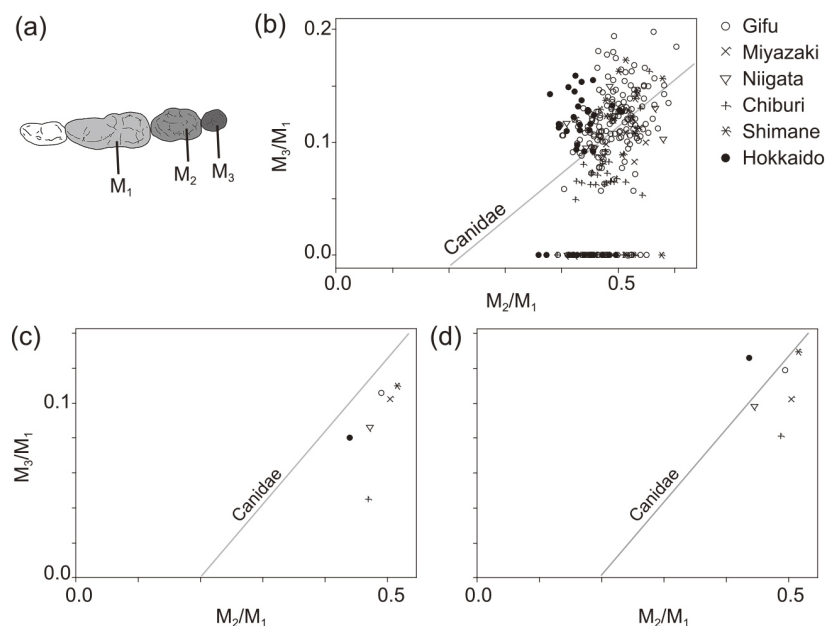 (a)
M₁
M₂
M₃
(b)
M₃/M₁
0.2
0.1
0.0
Canidae
0.0
0.5
M₂/M₁
Gifu
Miyazaki
Niigata
Chiburi
Shimane
Hokkaido
(c)
M₃/M₁
0.1
0.0
Canidae
0.0
0.5
M₂/M₁
(d)
Canidae
0.0
0.5
M₂/M₁